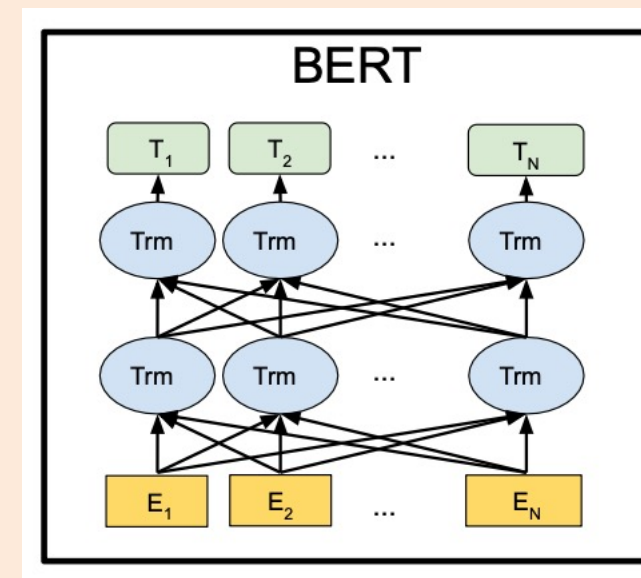 BERT
T1 T2 ... TN
Trm Trm ... Trm
Trm Trm ... Trm
E1 E2 ... EN